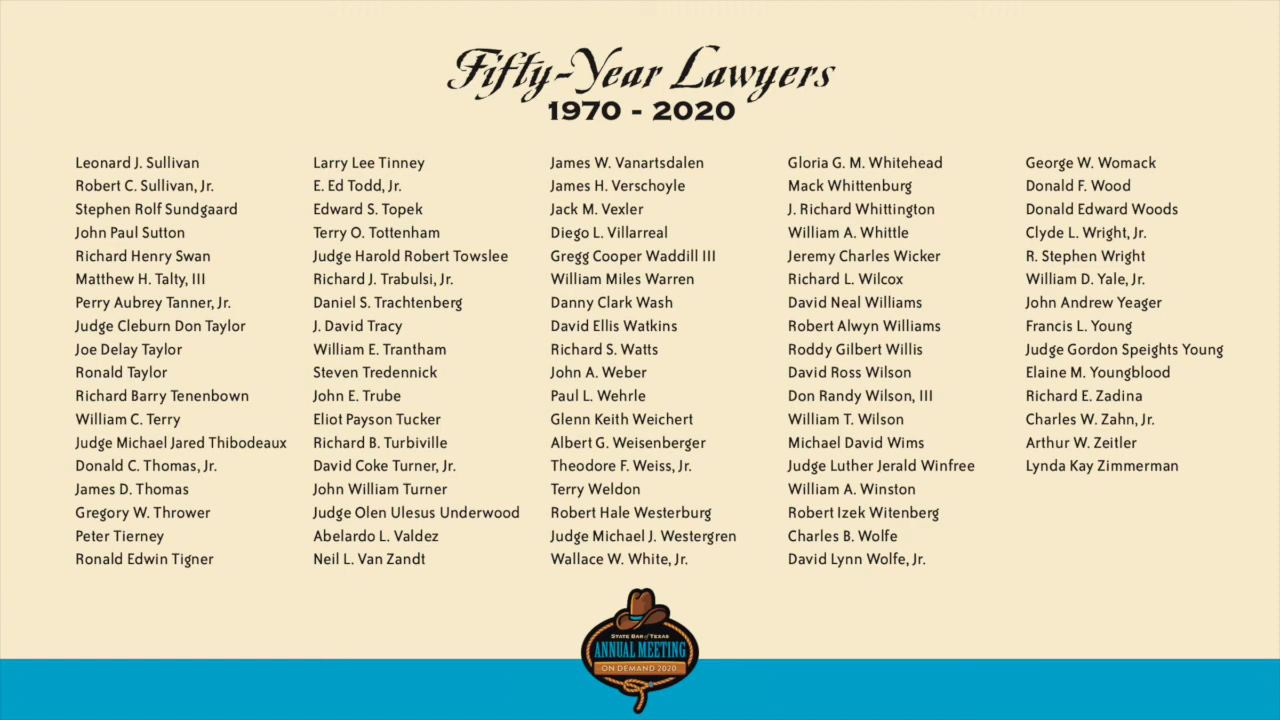 Fifty-Year Lawyers
1970 - 2020
Leonard J. Sullivan
Robert C. Sullivan, Jr.
Stephen Rolf Sundgaard
John Paul Sutton
Richard Henry Swan
Matthew H. Talty, III
Perry Aubrey Tanner, Jr.
Judge Cleburn Don Taylor
Joe Delay Taylor
Ronald Taylor
Richard Barry Tenenbown
William C. Terry
Judge Michael Jared Thibodeaux
Donald C. Thomas, Jr.
James D. Thomas
Gregory W. Thrower
Peter Tierney
Ronald Edwin Tigner
Larry Lee Tinney
E. Ed Todd, Jr.
Edward S. Topek
Terry O. Tottenham
Judge Harold Robert Towslee
Richard J. Trabulsi, Jr.
Daniel S. Trachtenberg
J. David Tracy
William E. Trantham
Steven Tredennick
John E. Trube
Eliot Payson Tucker
Richard B. Turbiville
David Coke Turner, Jr.
John William Turner
Judge Olen Ulesus Underwood
Abelardo L. Valdez
Neil L. Van Zandt
James W. Vanartsdalen
James H. Verschoyle
Jack M. Vexler
Diego L. Villarreal
Gregg Cooper Waddill III
William Miles Warren
Danny Clark Wash
David Ellis Watkins
Richard S. Watts
John A. Weber
Paul L. Wehrle
Glenn Keith Weichert
Albert G. Weisenberger
Theodore F. Weiss, Jr.
Terry Weldon
Robert Hale Westerburg
Judge Michael J. Westergren
Wallace W. White, Jr.
Gloria G. M. Whitehead
Mack Whittenburg
J. Richard Whittington
William A. Whittle
Jeremy Charles Wicker
Richard L. Wilcox
David Neal Williams
Robert Alwyn Williams
Roddy Gilbert Willis
David Ross Wilson
Don Randy Wilson, III
William T. Wilson
Michael David Wims
Judge Luther Jerald Winfree
William A. Winston
Robert Izek Witenberg
Charles B. Wolfe
David Lynn Wolfe, Jr.
George W. Womack
Donald F. Wood
Donald Edward Woods
Clyde L. Wright, Jr.
R. Stephen Wright
William D. Yale, Jr.
John Andrew Yeager
Francis L. Young
Judge Gordon Speights Young
Elaine M. Youngblood
Richard E. Zadina
Charles W. Zahn, Jr.
Arthur W. Zeitler
Lynda Kay Zimmerman
STATE BAR of TEXAS
ANNUAL MEETING
ON DEMAND 2020